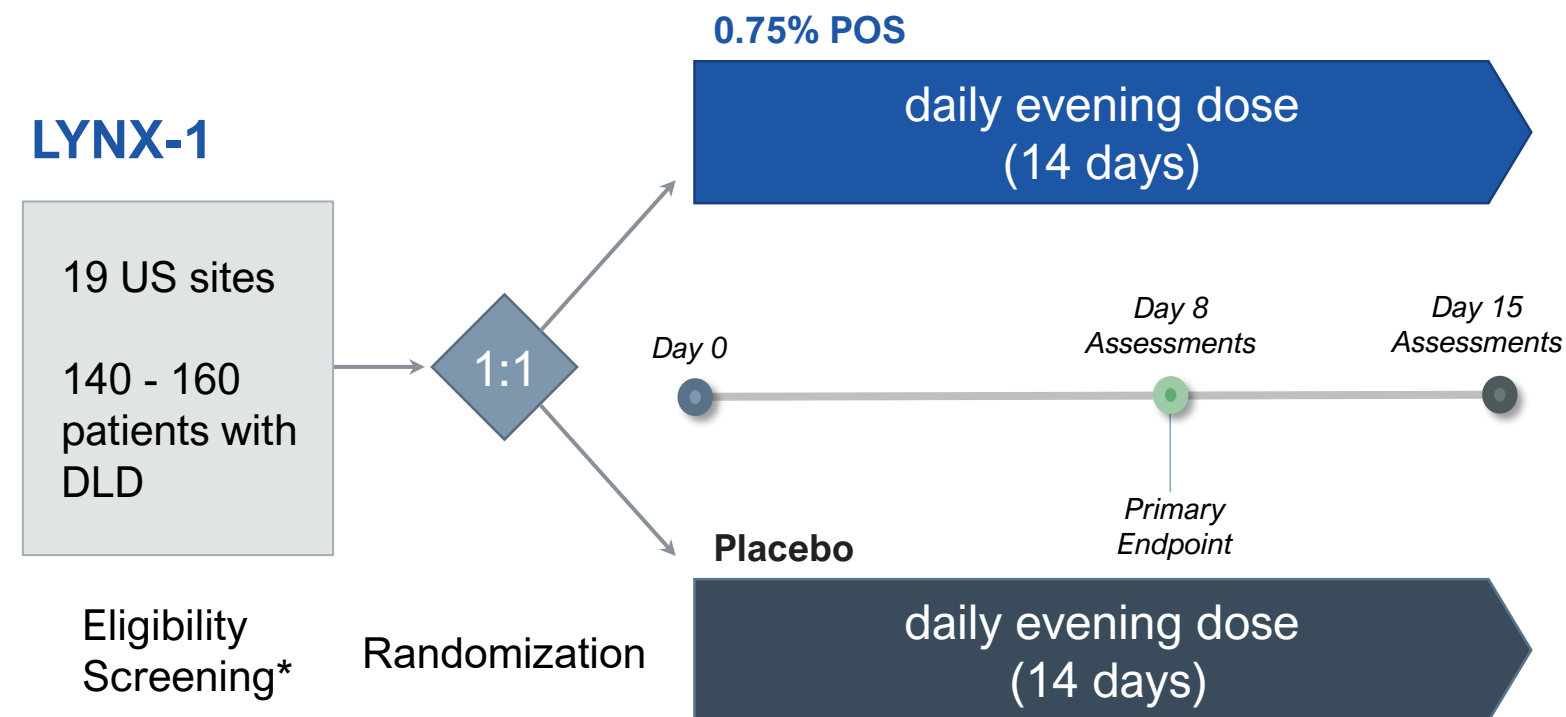 LYNX-1
19 US sites
140 - 160
patients with
DLD
Eligibility
Screening*
1:1
Randomization
0.75% POS
daily evening dose
(14 days)
Day 0
Day 8
Assessments
Day 15
Assessments
Primary
Endpoint
Placebo
daily evening dose
(14 days)